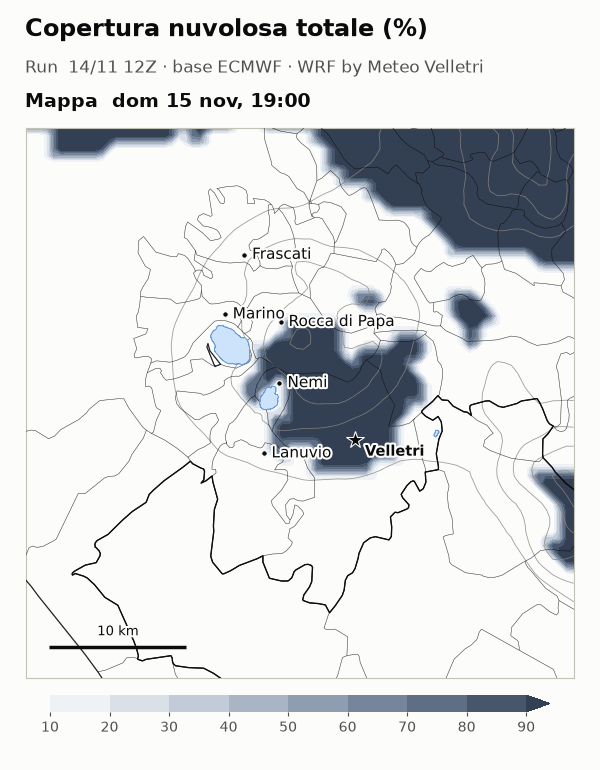 Copertura nuvolosa totale (%)
Run  14/11 12Z · base ECMWF · WRF by Meteo Velletri
Mappa  dom 15 nov, 19:00
Frascati
Marino
Rocca di Papa
Nemi
Velletri
Lanuvio
10 km
10 20 30 40 50 60 70 80 90